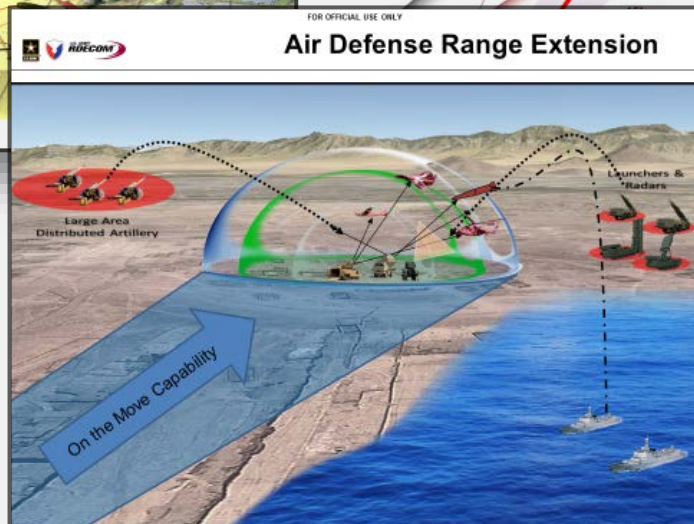 FOR OFFICIAL USE ONLY
RDECOM
Air Defense Range Extension
Large Area
Distributed Artillery
Launchers &
Radars
On the Move Capability